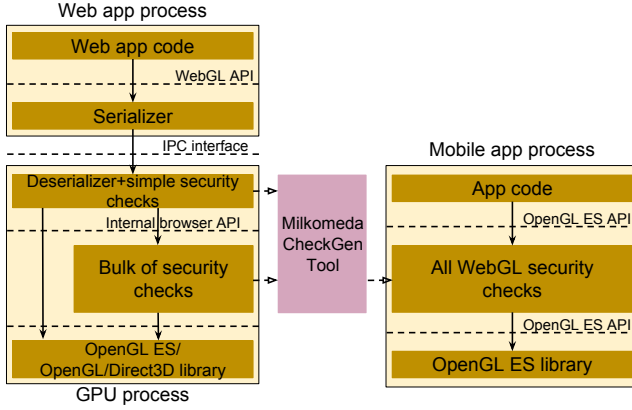 Web app process
Web app code
WebGL API
Serializer
IPC interface
Deserializer+simple security
checks
Internal browser API
Bulk of security
checks
OpenGL ES/
OpenGL/Direct3D library
GPU process
Milkomeda
CheckGen
Tool
Mobile app process
App code
OpenGL ES API
All WebGL security
checks
OpenGL ES API
OpenGL ES library